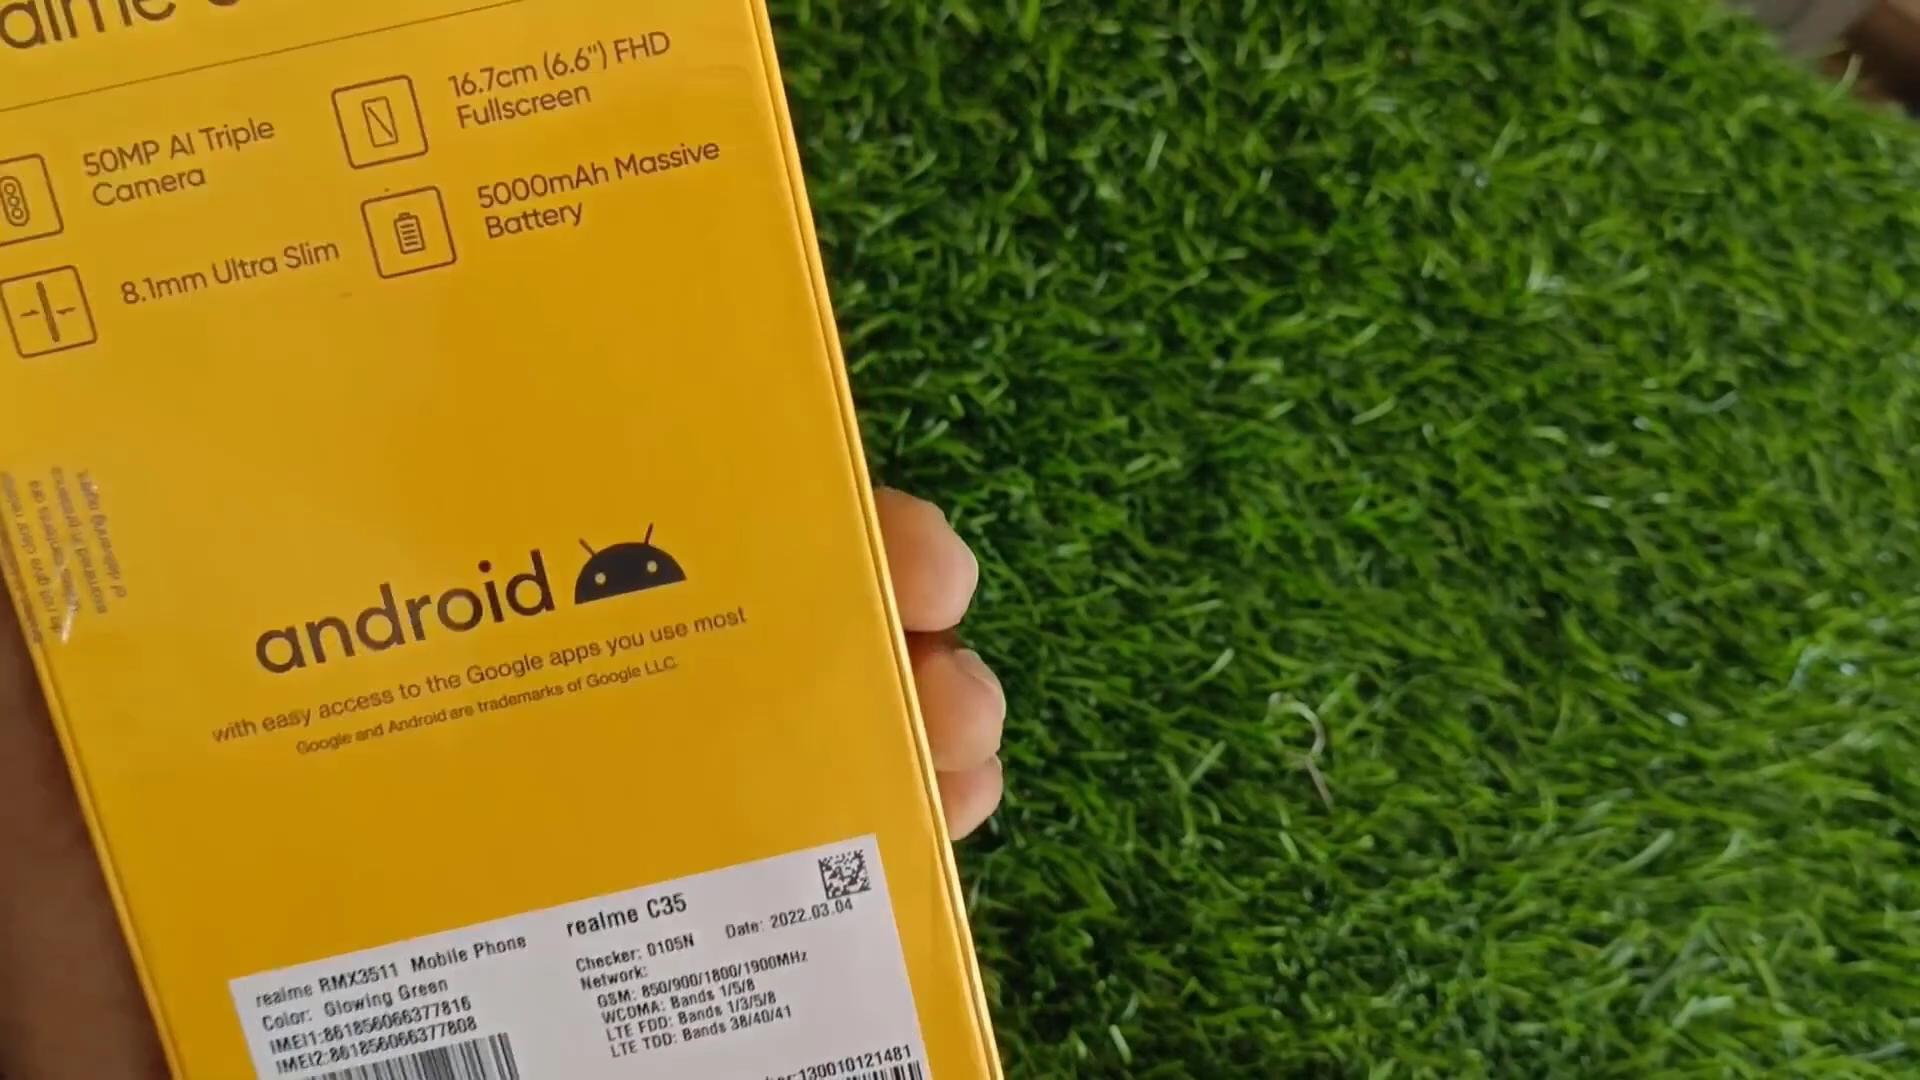 50MP AI Triple
Camera
16.7cm (6.6") FHD
Fullscreen
8.1mm Ultra Slim
5000mAh Massive
Battery
android
with easy access to the Google apps you use most
Google and Android are trademarks of Google LLC.
realme RMX3511 Mobile Phone
Color: Glowing Green
IMEI1:861856066377816
IMEI2:861856066377808
realme C35
Checker: 0105N
Date: 2022.03.04
Network:
GSM: 850/900/1800/1900MHz
WCDMA: Bands 1/5/8
LTE FDD: Bands 1/3/5/8
LTE TDD: Bands 38/40/41
130010121481